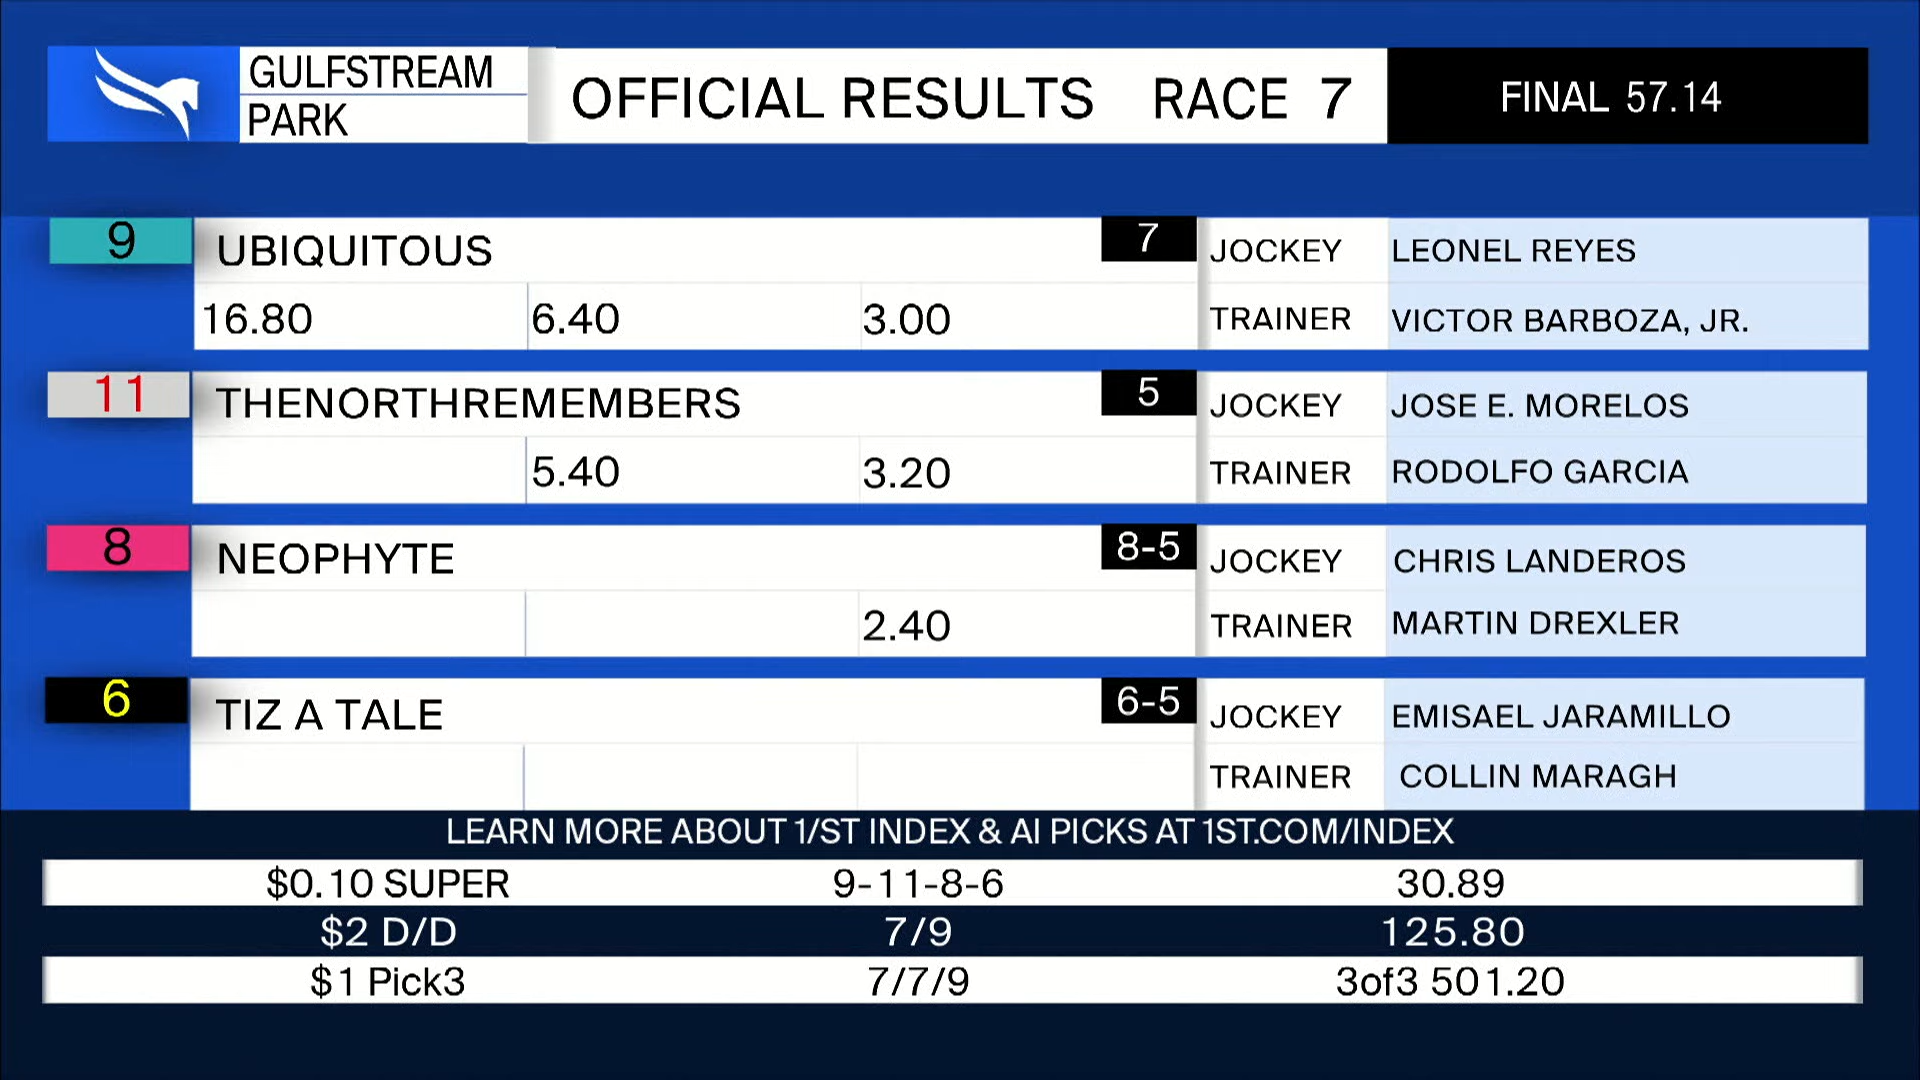 GULFSTREAM
PARK
OFFICIAL RESULTS RACE 7
FINAL 57.14
9 UBIQUITOUS 7 JOCKEY LEONEL REYES
16.80 6.40 3.00 TRAINER VICTOR BARBOZA, JR.
11 THENORTHREMEMBERS 5 JOCKEY JOSE E. MORELOS
5.40 3.20 TRAINER RODOLFO GARCIA
8 NEOPHYTE 8-5 JOCKEY CHRIS LANDEROS
2.40 TRAINER MARTIN DREXLER
6 TIZ A TALE 6-5 JOCKEY EMISAEL JARAMILLO
TRAINER COLLIN MARAGH
LEARN MORE ABOUT 1/ST INDEX & AI PICKS AT 1ST.COM/INDEX
$0.10 SUPER 9-11-8-6 30.89
$2 D/D 7/9 125.80
$1 Pick3 7/7/9 3of3 501.20